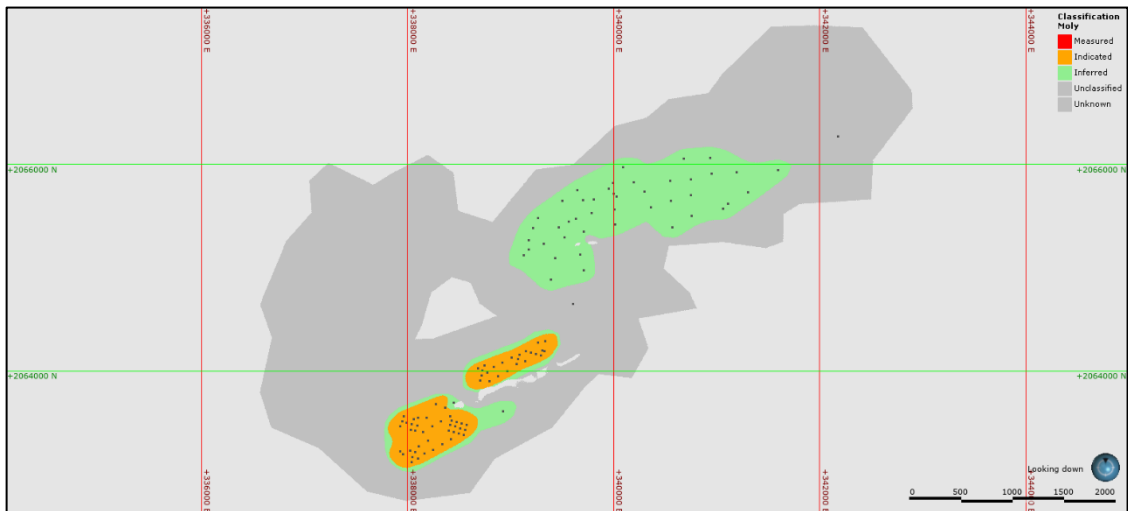 +336000 E
+338000 E
+340000 E
+342000 E
+344000 E
Classification
Moly
Measured
Indicated
Inferred
Unclassified
Unknown
+2066000 N
+2066000 N
+2064000 N
+2064000 N
+336000 E
+338000 E
+340000 E
+342000 E
+344000 E
Looking down
0 500 1000 1500 2000